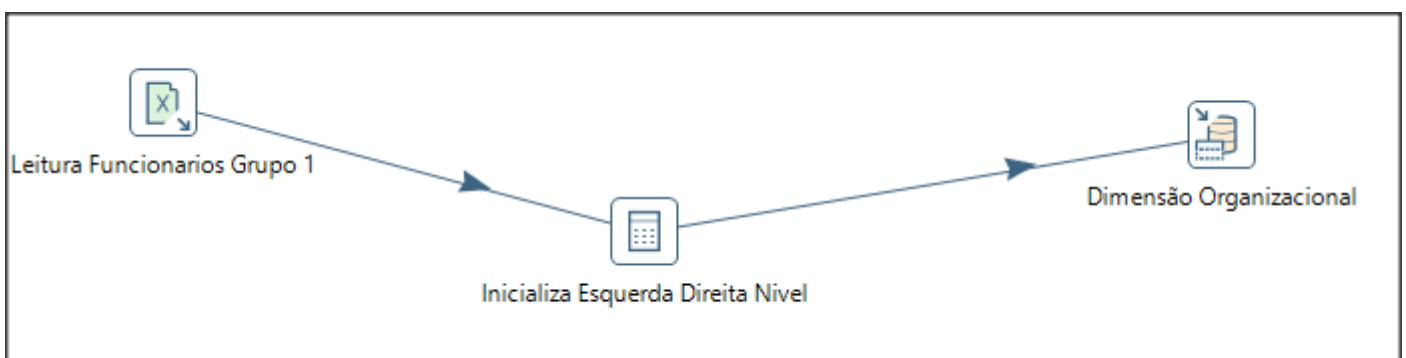 Leitura Funcionarios Grupo 1
Dimensão Organizacional
Inicializa Esquerda Direita Nivel